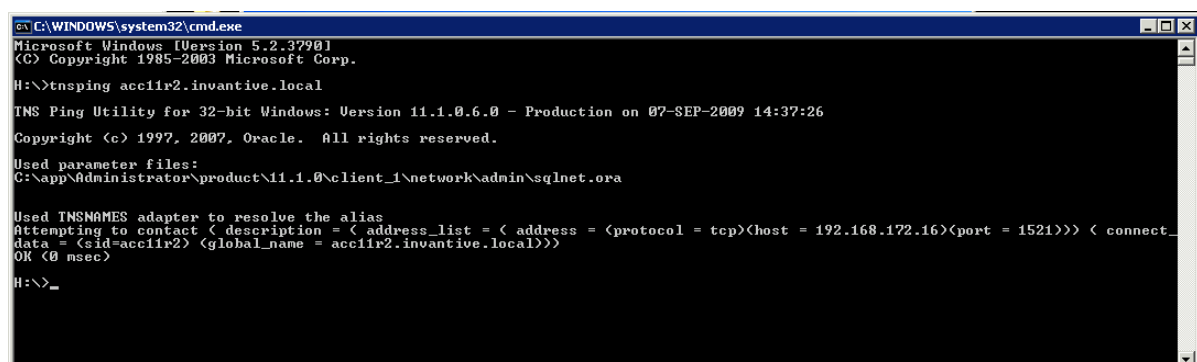 C:\WINDOWS\system32\cmd.exe
Microsoft Windows [Version 5.2.3790]
(C) Copyright 1985-2003 Microsoft Corp.
H:\>tnsping acc11r2.invantive.local
TNS Ping Utility for 32-bit Windows: Version 11.1.0.6.0 - Production on 07-SEP-2009 14:37:26
Copyright (c) 1997, 2007, Oracle.  All rights reserved.
Used parameter files:
C:\app\Administrator\product\11.1.0\client_1\network\admin\sqlnet.ora
Used TNSNAMES adapter to resolve the alias
Attempting to contact ( description = ( address_list = ( address = (protocol = tcp)(host = 192.168.172.16)(port = 1521))) ( connect_
data = (sid=acc11r2) (global_name = acc11r2.invantive.local)))
OK (0 msec)
H:\>_